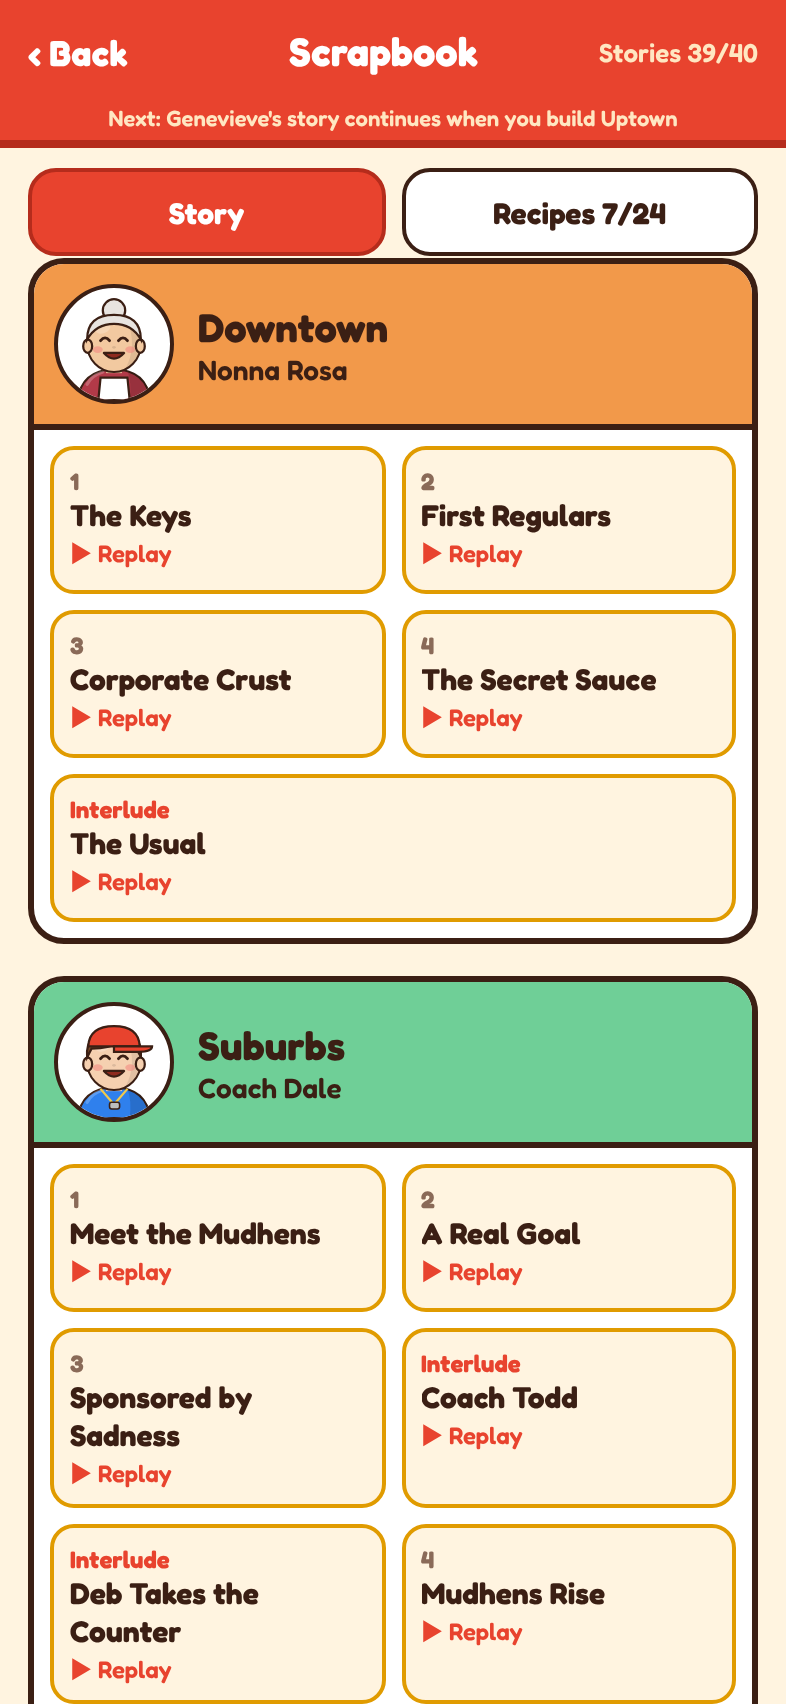 ‹ Back
Scrapbook
Stories 39/40
Next: Genevieve's story continues when you build Uptown
Story
Recipes 7/24
Downtown
Nonna Rosa
1
The Keys
▶ Replay
2
First Regulars
▶ Replay
3
Corporate Crust
▶ Replay
4
The Secret Sauce
▶ Replay
Interlude
The Usual
▶ Replay
Suburbs
Coach Dale
1
Meet the Mudhens
▶ Replay
2
A Real Goal
▶ Replay
3
Sponsored by
Sadness
▶ Replay
Interlude
Coach Todd
▶ Replay
Interlude
Deb Takes the
Counter
▶ Replay
4
Mudhens Rise
▶ Replay